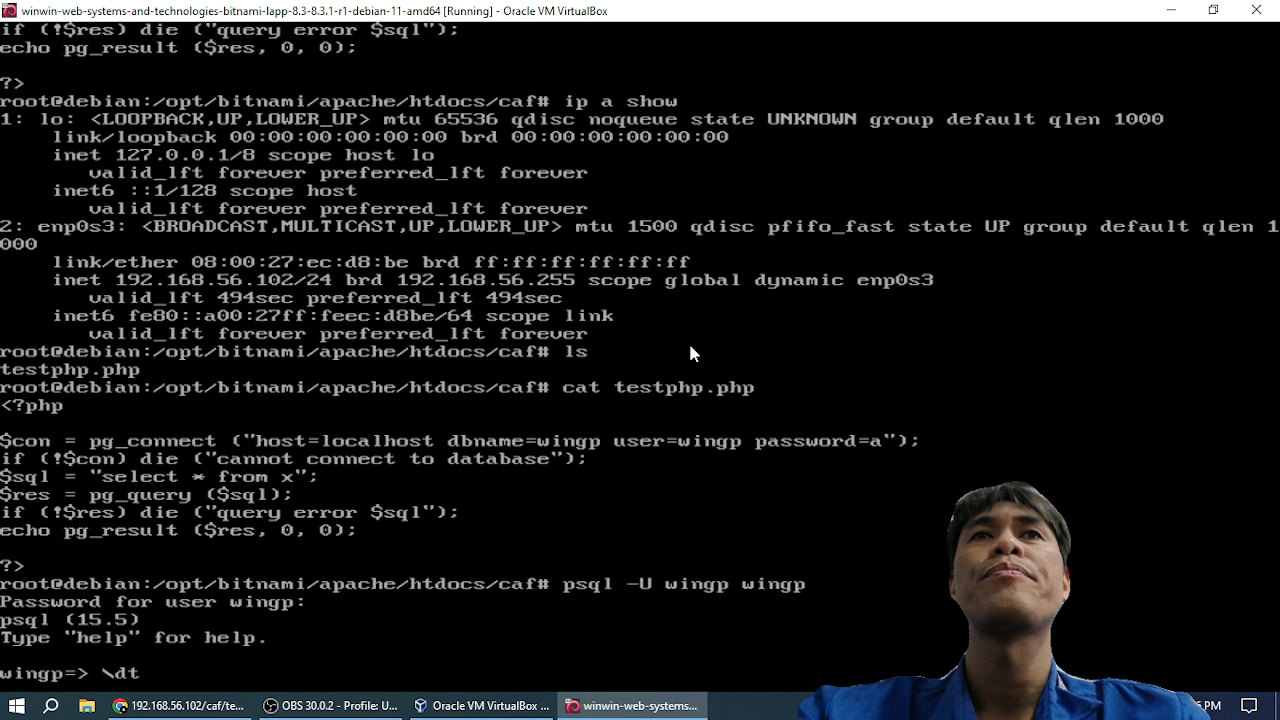 winwin-web-systems-and-technologies-bitnami-lapp-8.3-8.3.1-r1-debian-11-amd64 [Running] - Oracle VM VirtualBox
if (!$res) die ("query error $sql");
echo pg_result ($res, 0, 0);
?>
root@debian:/opt/bitnami/apache/htdocs/caf# ip a show
1: lo: <LOOPBACK,UP,LOWER_UP> mtu 65536 qdisc noqueue state UNKNOWN group default qlen 1000
link/loopback 00:00:00:00:00:00 brd 00:00:00:00:00:00
inet 127.0.0.1/8 scope host lo
valid_lft forever preferred_lft forever
inet6 ::1/128 scope host
valid_lft forever preferred_lft forever
2: enp0s3: <BROADCAST,MULTICAST,UP,LOWER_UP> mtu 1500 qdisc pfifo_fast state UP group default qlen 1
000
link/ether 08:00:27:ec:d8:be brd ff:ff:ff:ff:ff:ff
inet 192.168.56.102/24 brd 192.168.56.255 scope global dynamic enp0s3
valid_lft 494sec preferred_lft 494sec
inet6 fe80::a00:27ff:feec:d8be/64 scope link
valid_lft forever preferred_lft forever
root@debian:/opt/bitnami/apache/htdocs/caf# ls
testphp.php
root@debian:/opt/bitnami/apache/htdocs/caf# cat testphp.php
<?php
$con = pg_connect ("host=localhost dbname=wingp user=wingp password=a");
if (!$con) die ("cannot connect to database");
$sql = "select * from x";
$res = pg_query ($sql);
if (!$res) die ("query error $sql");
echo pg_result ($res, 0, 0);
?>
root@debian:/opt/bitnami/apache/htdocs/caf# psql -U wingp wingp
Password for user wingp:
psql (15.5)
Type "help" for help.
wingp=> \dt
192.168.56.102/caf/te... OBS 30.0.2 - Profile: U... Oracle VM VirtualBox ... winwin-web-systems... PM